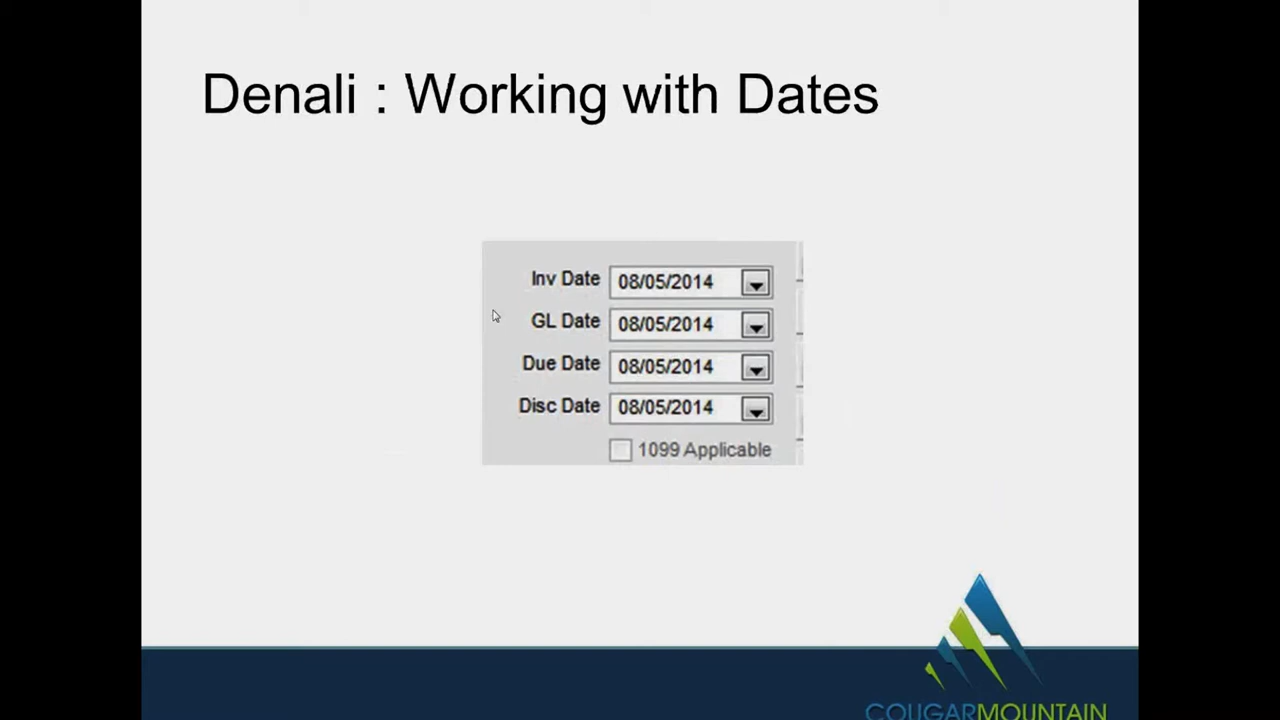 Denali : Working with Dates
Inv Date 08/05/2014
GL Date 08/05/2014
Due Date 08/05/2014
Disc Date 08/05/2014
1099 Applicable
COUGARMOUNTAIN